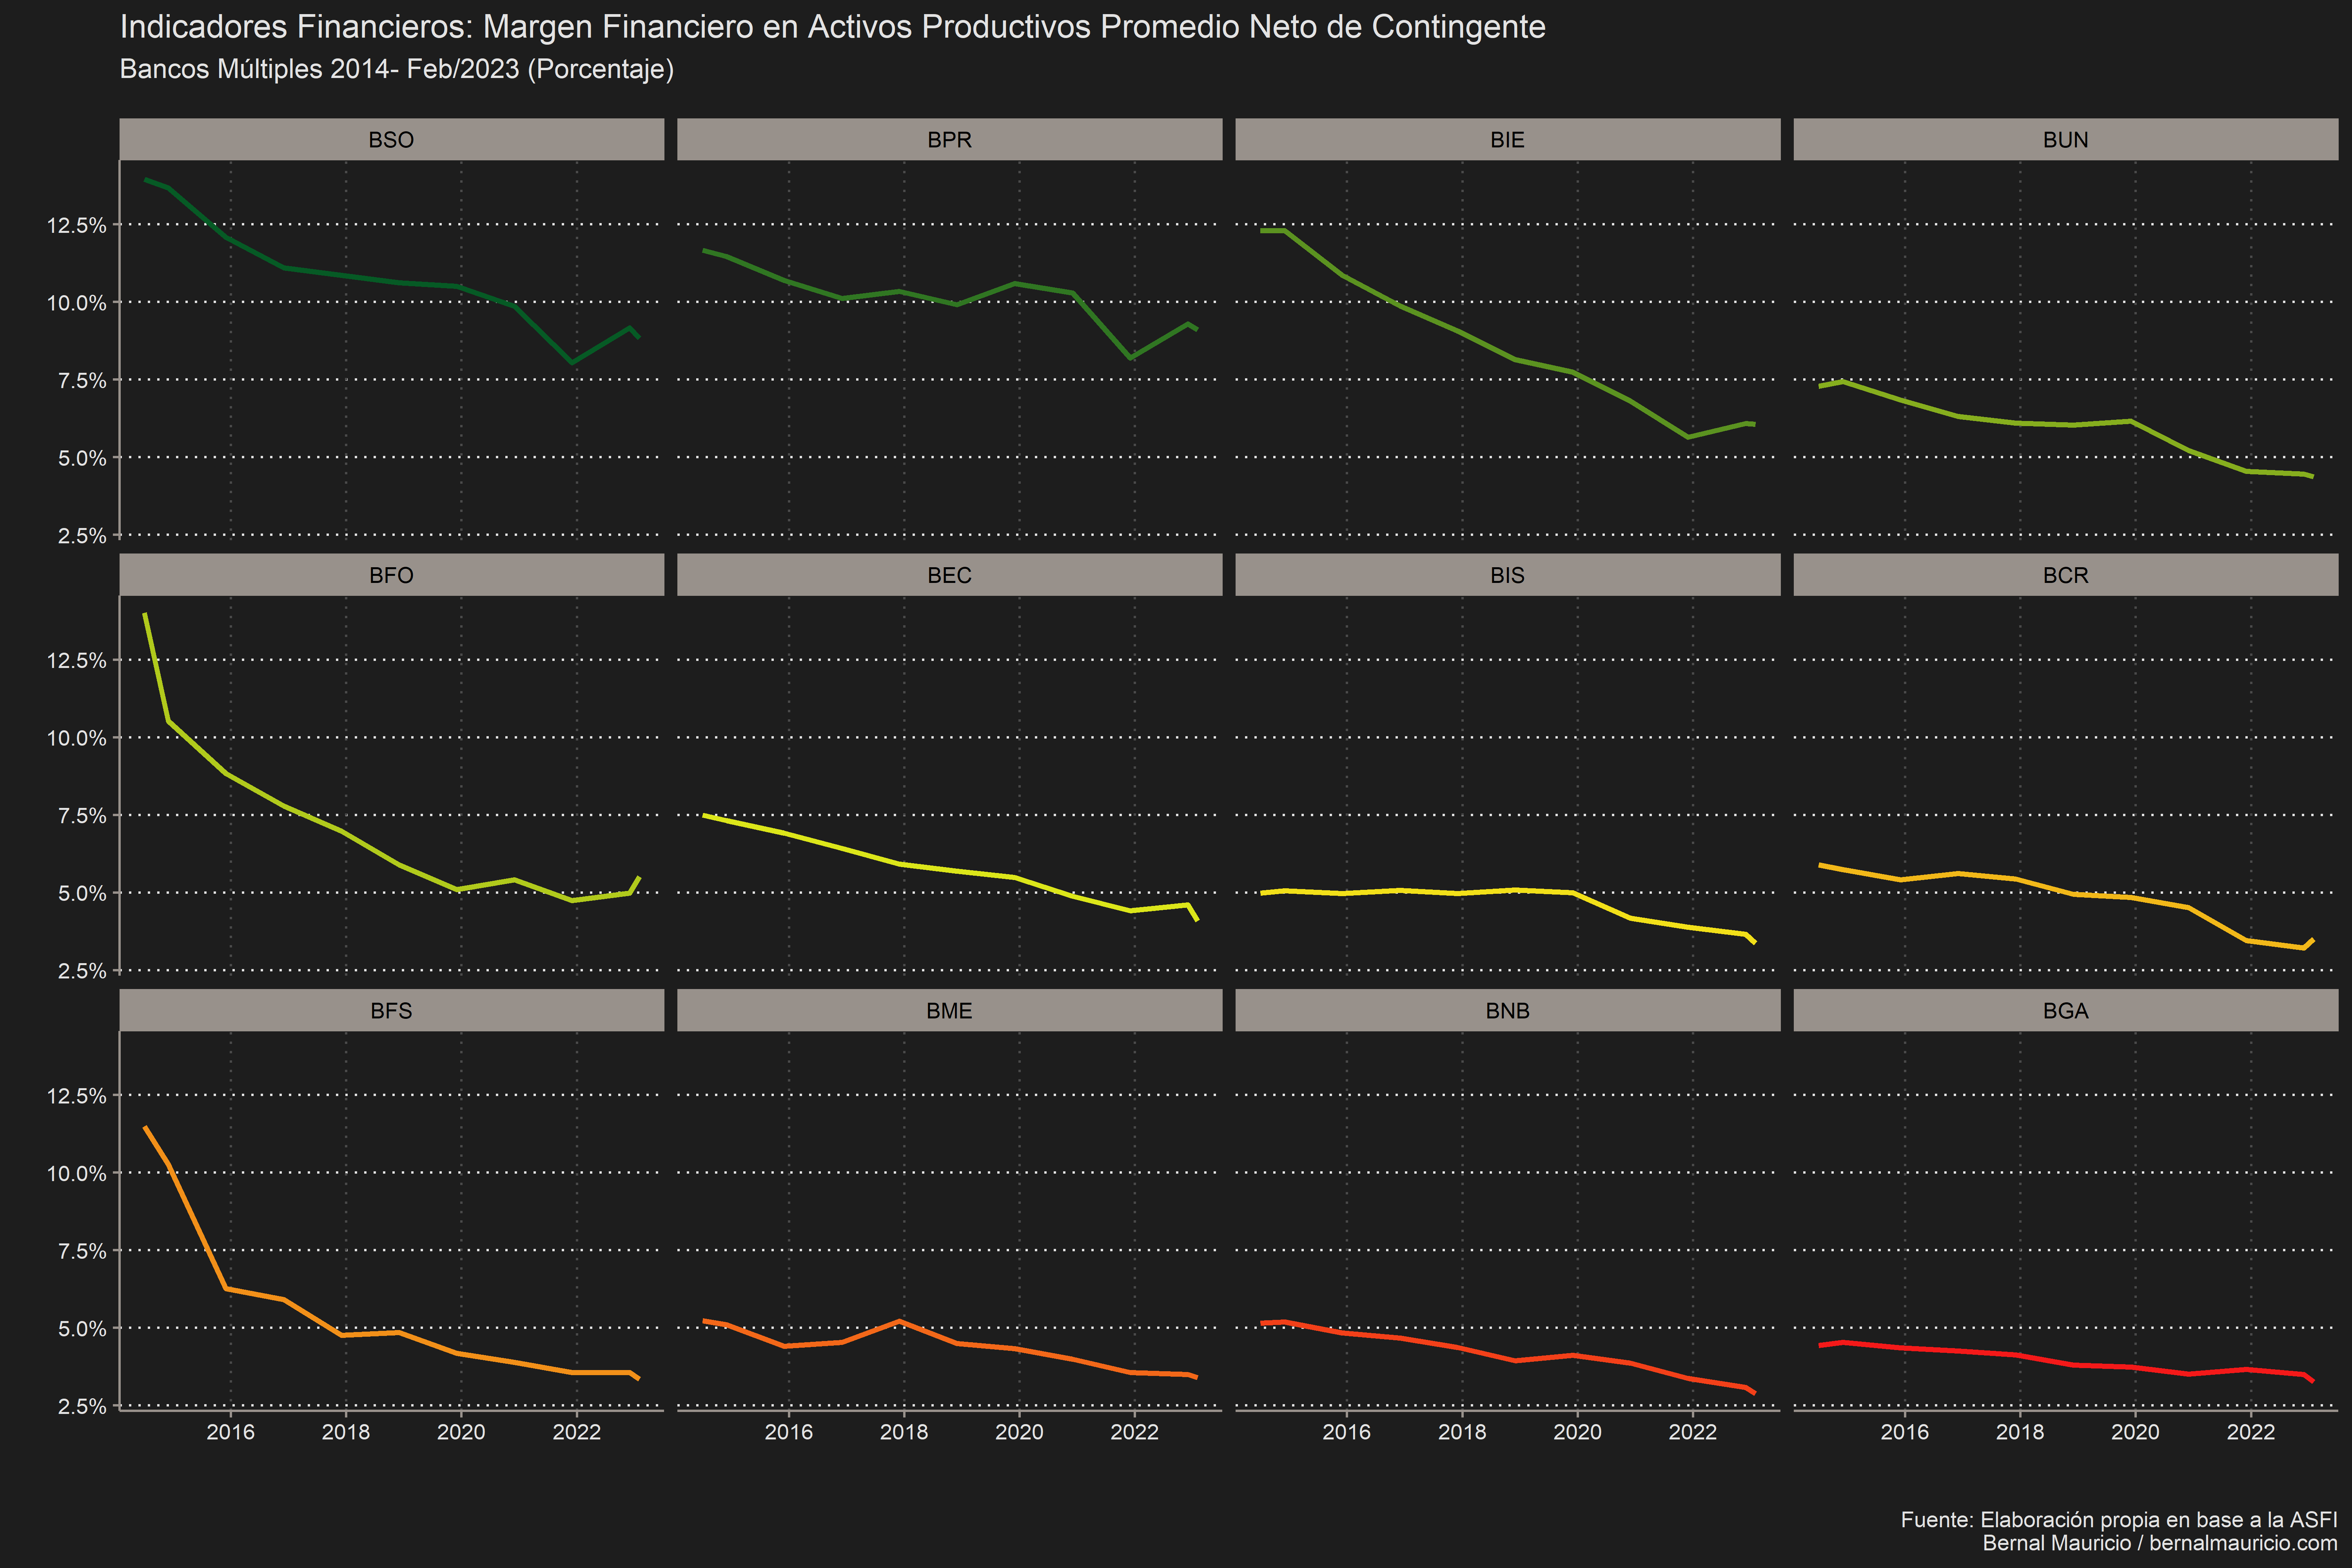 Indicadores Financieros: Margen Financiero en Activos Productivos Promedio Neto de Contingente
Bancos Múltiples 2014- Feb/2023 (Porcentaje)
BSO
BPR
BIE
BUN
12.5%
10.0%
7.5%
5.0%
2.5%
BFO
BEC
BIS
BCR
12.5%
10.0%
7.5%
5.0%
2.5%
BFS
BME
BNB
BGA
12.5%
10.0%
7.5%
5.0%
2.5%
2016 2018 2020 2022
2016 2018 2020 2022
2016 2018 2020 2022
2016 2018 2020 2022
Fuente: Elaboración propia en base a la ASFI
Bernal Mauricio / bernalmauricio.com